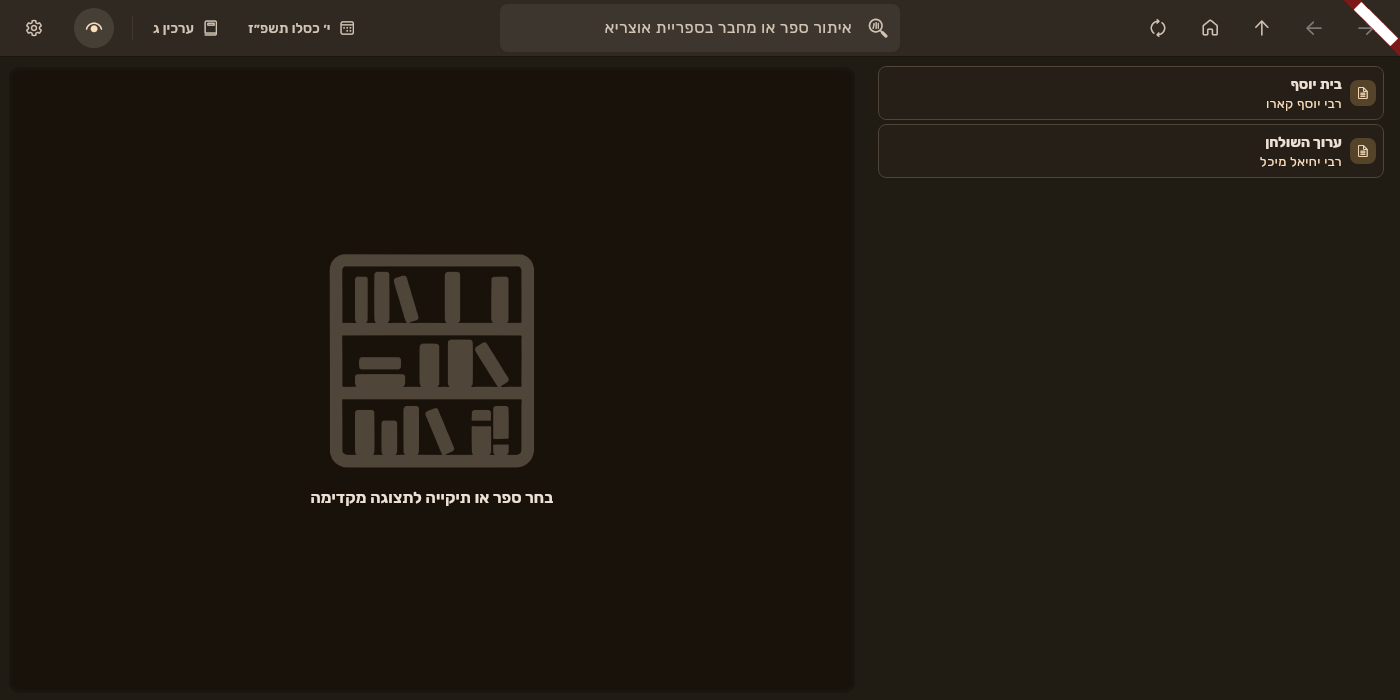 איתור ספר או מחבר בספריית אוצריא
י׳ כסלו תשפ״ז
ערכין ג
בית יוסף
רבי יוסף קארו
ערוך השולחן
רבי יחיאל מיכל
בחר ספר או תיקייה לתצוגה מקדימה